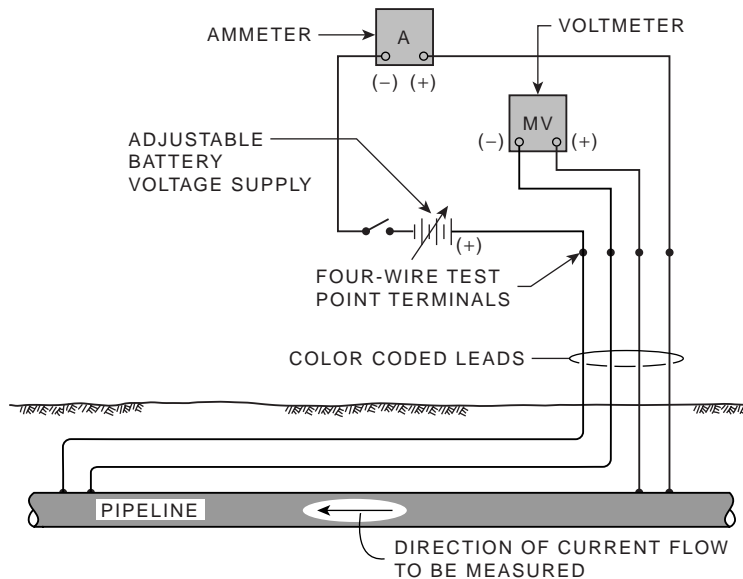 AMMETER
A
VOLTMETER
(−) (+)
MV
(−)
(+)
ADJUSTABLE
BATTERY
VOLTAGE SUPPLY
(+)
FOUR-WIRE TEST
POINT TERMINALS
COLOR CODED LEADS
PIPELINE
DIRECTION OF CURRENT FLOW
TO BE MEASURED